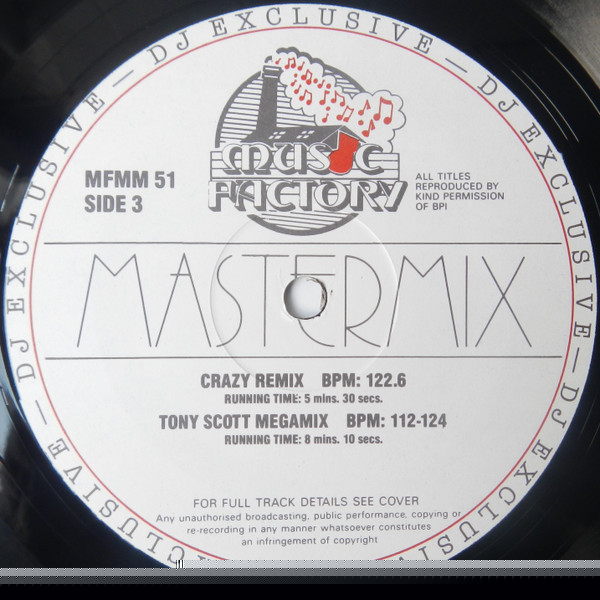 DJ EXCLUSIVE — DJ EXCLUSIVE — DJ EXCLUSIVE — DJ EXCLUSIVE —
MUSIC
FACTORY
MFMM 51
SIDE 3
ALL TITLES
REPRODUCED BY
KIND PERMISSION
OF BPI
MASTERMIX
CRAZY REMIX BPM: 122.6
RUNNING TIME: 5 mins. 30 secs.
TONY SCOTT MEGAMIX BPM: 112-124
RUNNING TIME: 8 mins. 10 secs.
FOR FULL TRACK DETAILS SEE COVER
Any unauthorised broadcasting, public performance, copying or
re-recording in any manner whatsoever constitutes
an infringement of copyright